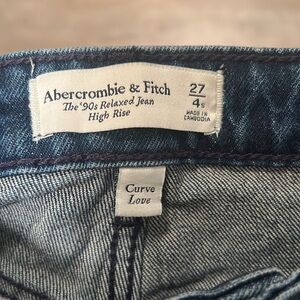 Abercrombie & Fitch
The '90s Relaxed Jean
High Rise
27
4s
MADE IN
CAMBODIA
Curve
Love